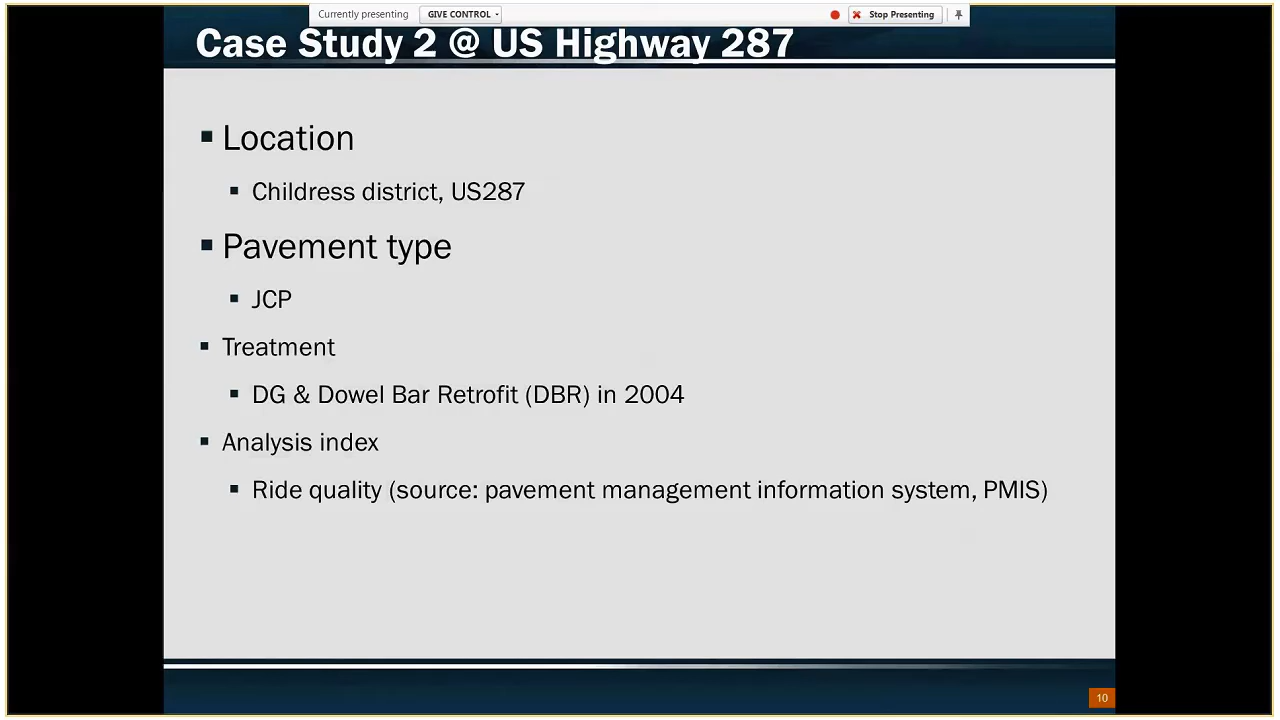 Currently presenting GIVE CONTROL Stop Presenting
Case Study 2 @ US Highway 287
Location
Childress district, US287
Pavement type
JCP
Treatment
DG & Dowel Bar Retrofit (DBR) in 2004
Analysis index
Ride quality (source: pavement management information system, PMIS)
10